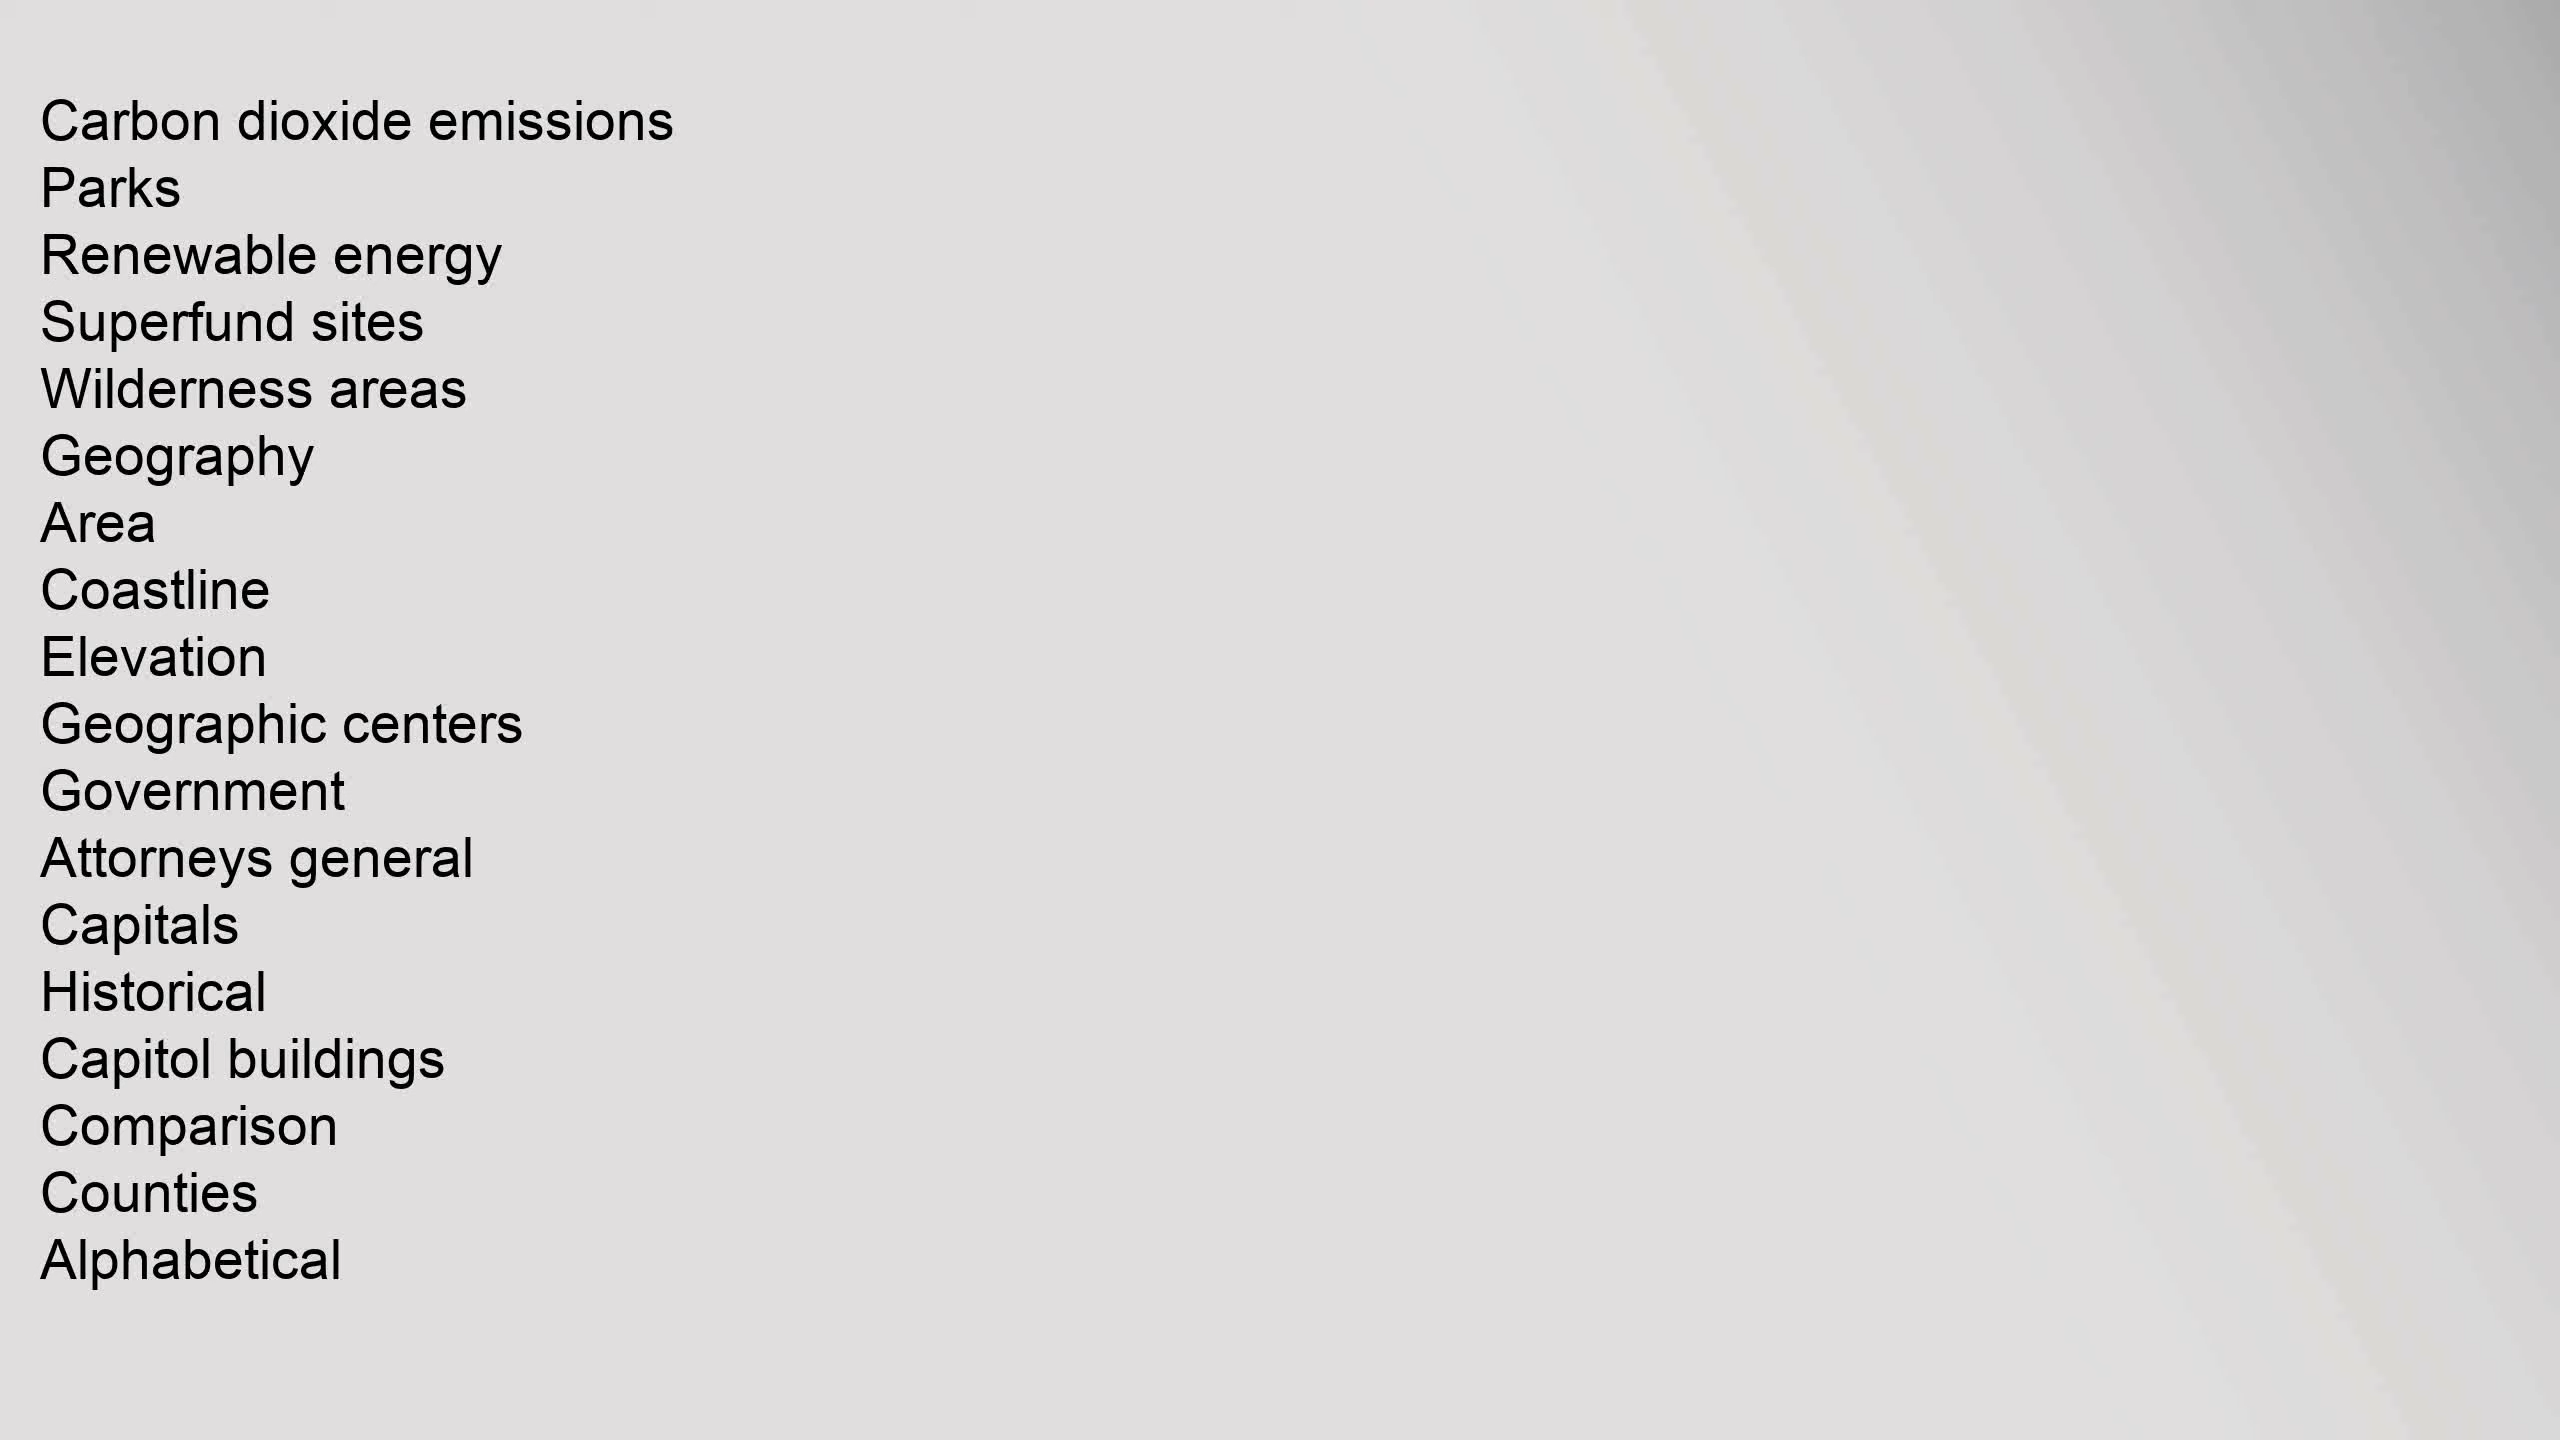 Carbon dioxide emissions
Parks
Renewable energy
Superfund sites
Wilderness areas
Geography
Area
Coastline
Elevation
Geographic centers
Government
Attorneys general
Capitals
Historical
Capitol buildings
Comparison
Counties
Alphabetical